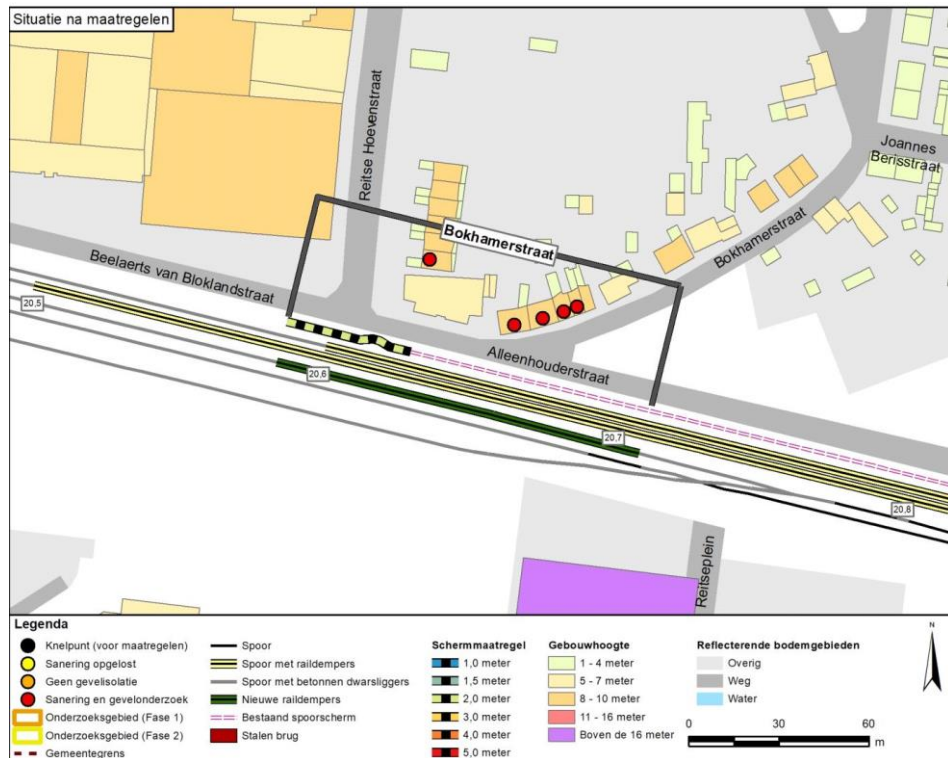 Situatie na maatregelen
Reitse Hoevenstraat
Joannes
Berisstraat
Bokhamerstraat
Bokhamerstraat
Beelaerts van Bloklandstraat
20,5
Alleenhouderstraat
20,6
20,7
20,8
Reitseplein
Legenda
Knelpunt (voor maatregelen)
Sanering opgelost
Geen gevelisolatie
Sanering en gevelonderzoek
Onderzoeksgebied (Fase 1)
Onderzoeksgebied (Fase 2)
Gemeentegrens
Spoor
Spoor met raildempers
Spoor met betonnen dwarsliggers
Nieuwe raildempers
Bestaand spoorscherm
Stalen brug
Schermmaatregel
1,0 meter
1,5 meter
2,0 meter
3,0 meter
4,0 meter
5,0 meter
Gebouwhoogte
1 - 4 meter
5 - 7 meter
8 - 10 meter
11 - 16 meter
Boven de 16 meter
Reflecterende bodemgebieden
Overig
Weg
Water
N
0 30 60
m